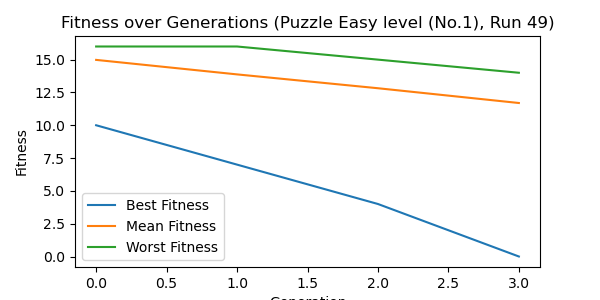 Fitness over Generations (Puzzle Easy level (No.1), Run 49)
Fitness
15.0
12.5
10.0
7.5
5.0
2.5
0.0
Best Fitness
Mean Fitness
Worst Fitness
0.0 0.5 1.0 1.5 2.0 2.5 3.0
Generation